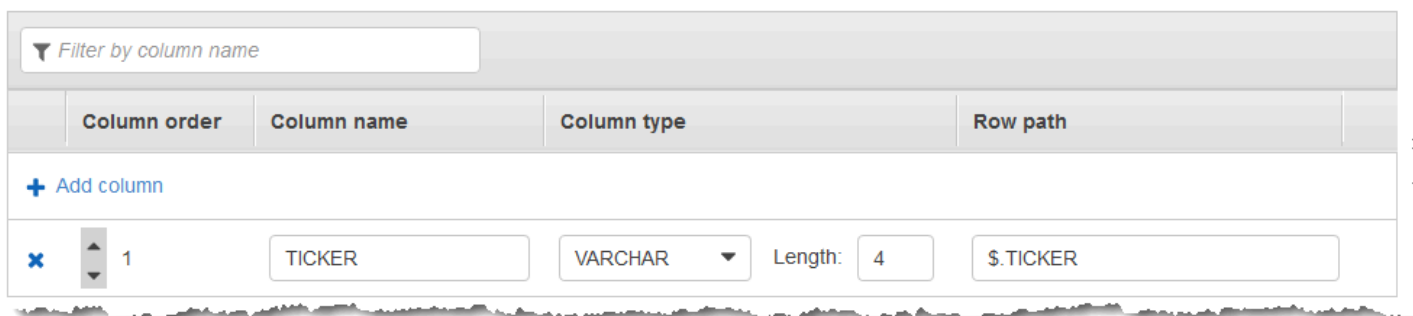 Filter by column name
Column order Column name Column type Row path
Add column
1 TICKER VARCHAR Length: 4 $.TICKER